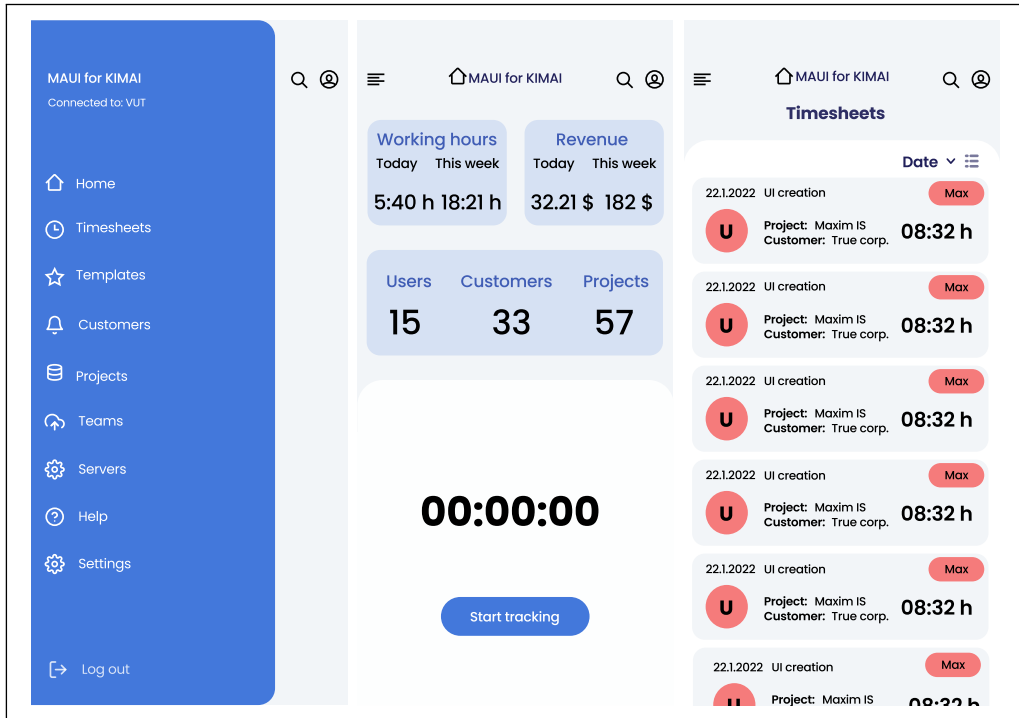 MAUI for KIMAI
Connected to: VUT
Home
Timesheets
Templates
Customers
Projects
Teams
Servers
Help
Settings
Log out
MAUI for KIMAI
Working hours
Today This week
5:40 h 18:21 h
Revenue
Today This week
32.21 $ 182 $
Users Customers Projects
15 33 57
00:00:00
Start tracking
MAUI for KIMAI
Timesheets
Date
22.1.2022 UI creation Max
U
Project: Maxim IS
Customer: True corp.
08:32 h
22.1.2022 UI creation Max
U
Project: Maxim IS
Customer: True corp.
08:32 h
22.1.2022 UI creation Max
U
Project: Maxim IS
Customer: True corp.
08:32 h
22.1.2022 UI creation Max
U
Project: Maxim IS
Customer: True corp.
08:32 h
22.1.2022 UI creation Max
U
Project: Maxim IS
Customer: True corp.
08:32 h
22.1.2022 UI creation Max
U
Project: Maxim IS
08:32 h